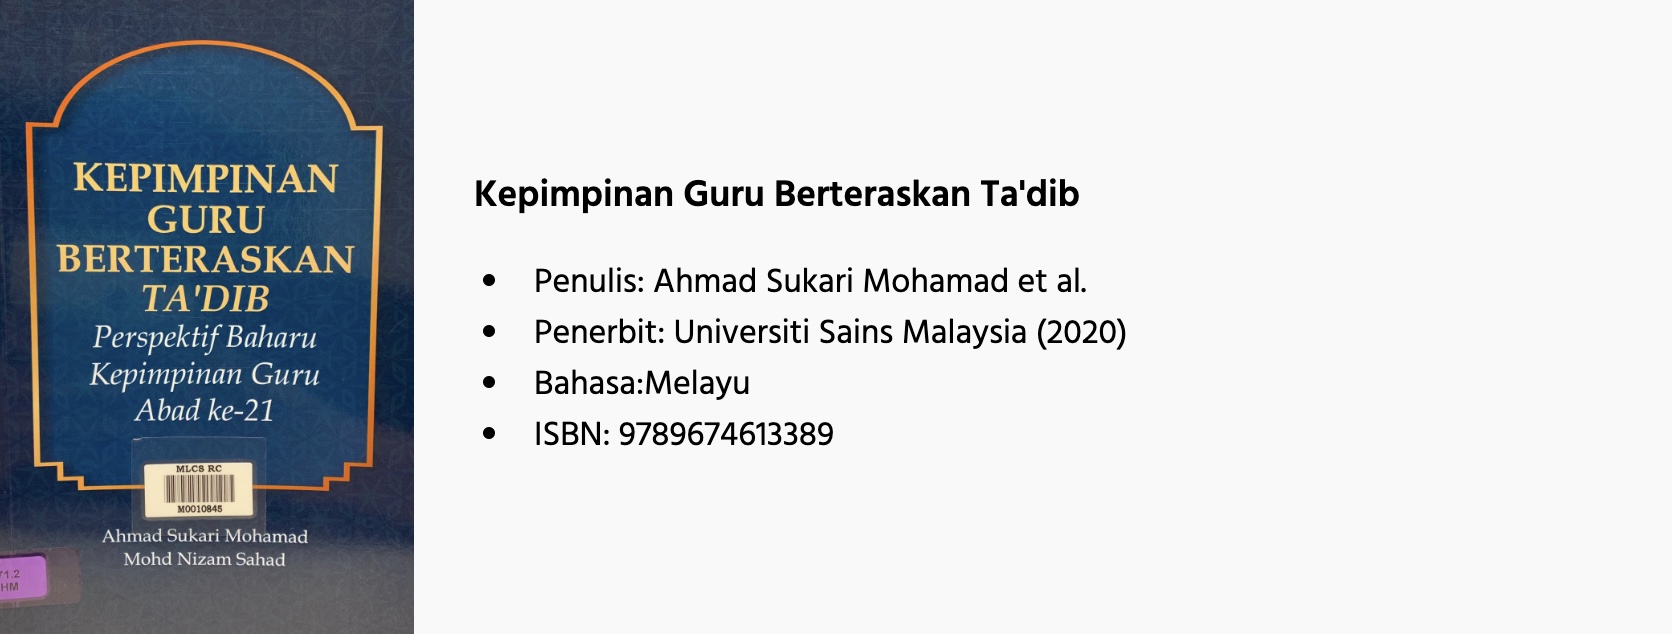 KEPIMPINAN
GURU
BERTERASKAN
TA'DIB
Perspektif Baharu
Kepimpinan Guru
Abad ke-21
MLCS RC
M0010845
Ahmad Sukari Mohamad
Mohd Nizam Sahad
71.2
HM
Kepimpinan Guru Berteraskan Ta'dib
• Penulis: Ahmad Sukari Mohamad et al.
• Penerbit: Universiti Sains Malaysia (2020)
• Bahasa:Melayu
• ISBN: 9789674613389